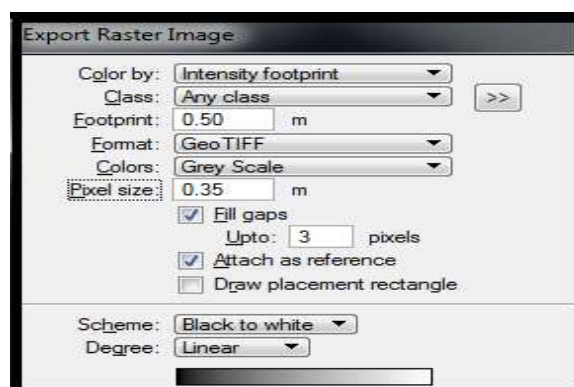 Export Raster Image
Color by: Intensity footprint
Class: Any class >>
Footprint: 0.50 m
Format: GeoTIFF
Colors: Grey Scale
Pixel size: 0.35 m
Fill gaps
Upto: 3 pixels
Attach as reference
Draw placement rectangle
Scheme: Black to white
Degree: Linear